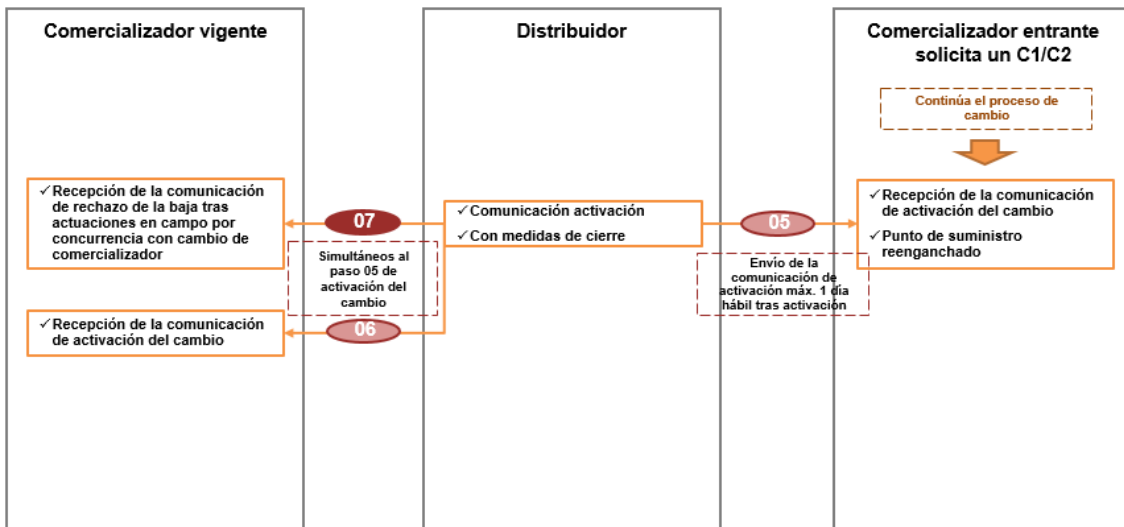 Comercializador vigente
Distribuidor
Comercializador entrante
solicita un C1/C2
Continúa el proceso de
cambio
✓Recepción de la comunicación
de rechazo de la baja tras
actuaciones en campo por
concurrencia con cambio de
comercializador
07
✓Comunicación activación
✓Con medidas de cierre
05
✓Recepción de la comunicación
de activación del cambio
✓Punto de suministro
reenganchado
Simultáneos al
paso 05 de
activación del
cambio
Envío de la
comunicación de
activación máx. 1 día
hábil tras activación
✓Recepción de la comunicación
de activación del cambio
06